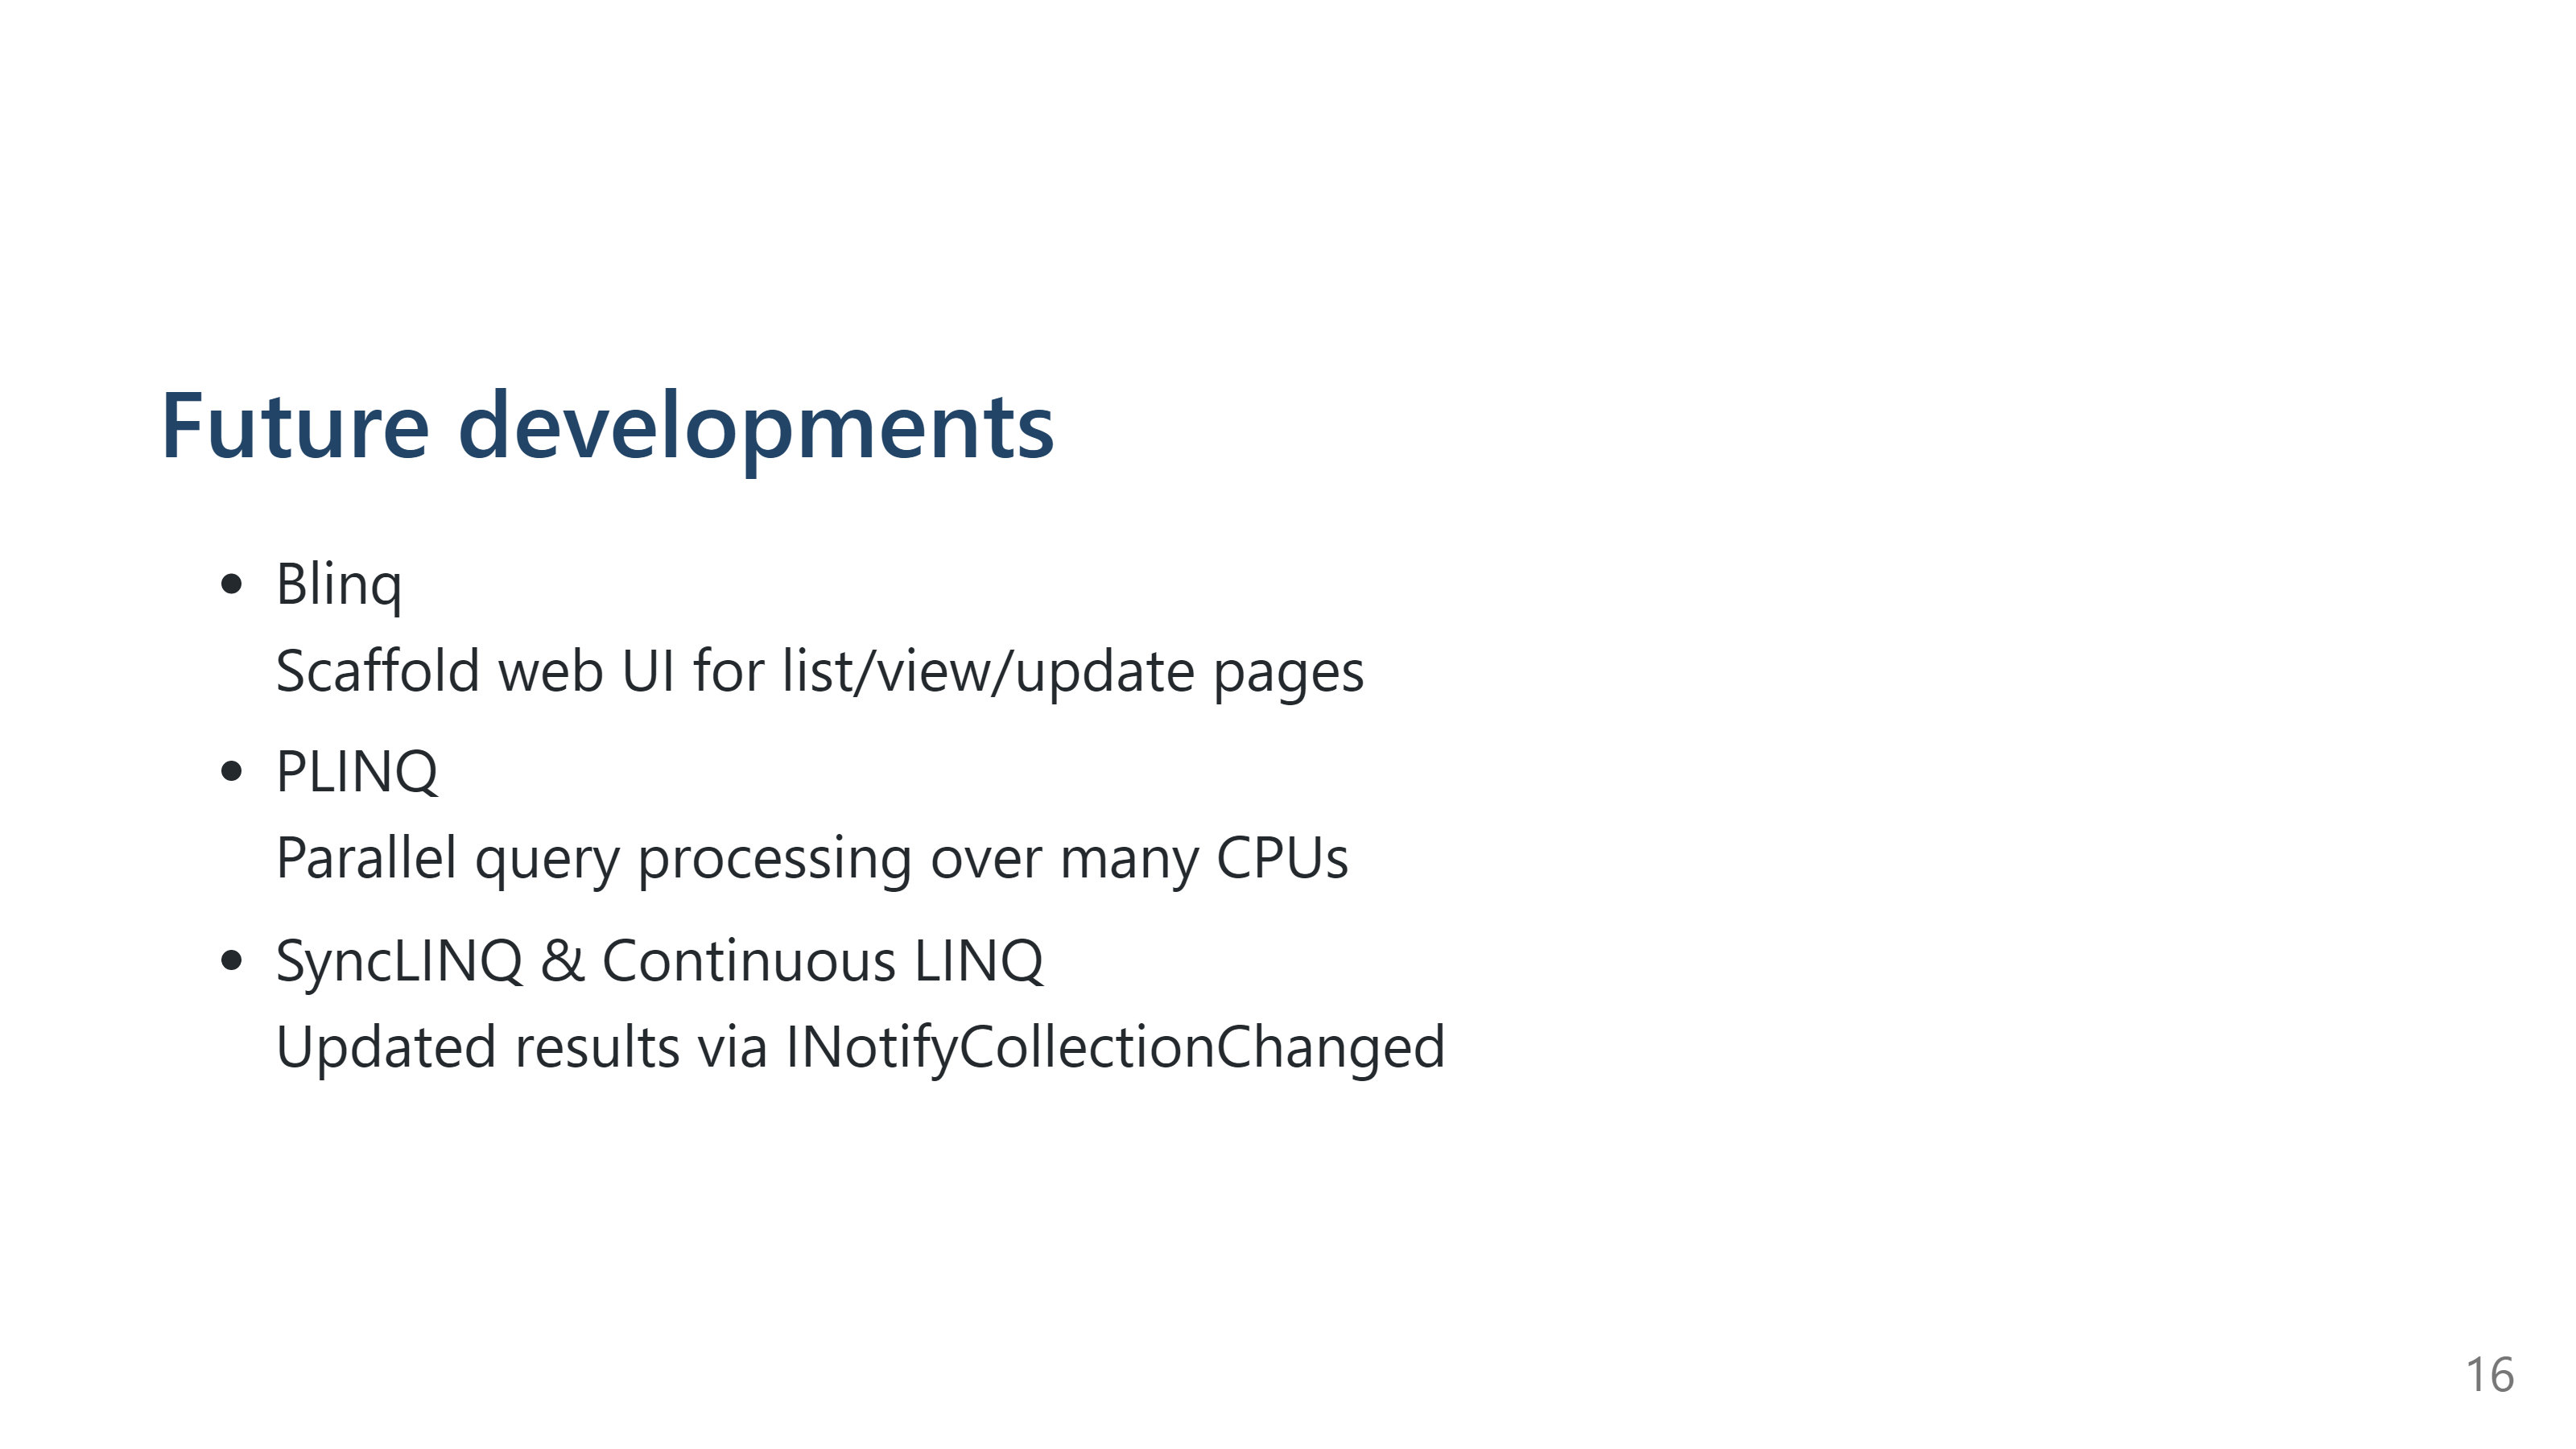 Future developments
• Blinq
Scaffold web UI for list/view/update pages
• PLINQ
Parallel query processing over many CPUs
• SyncLINQ & Continuous LINQ
Updated results via INotifyCollectionChanged
16